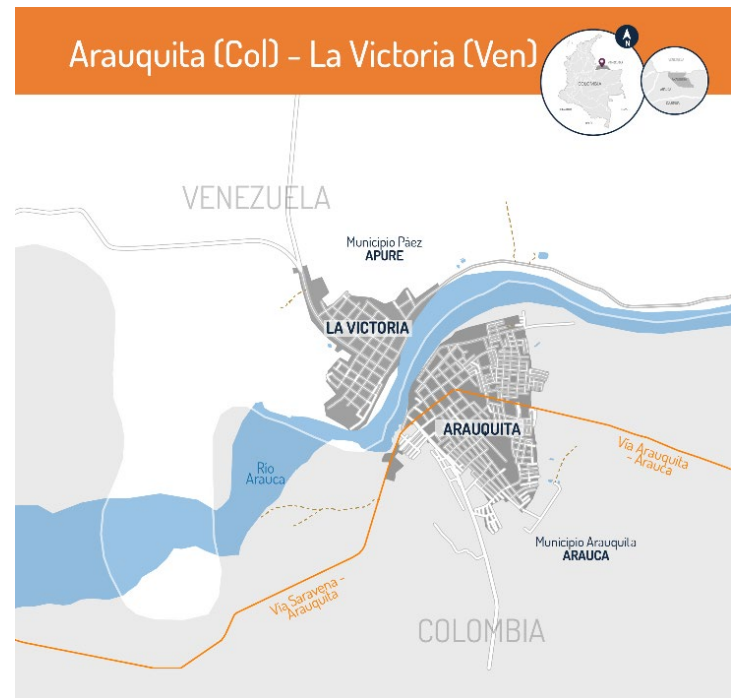 Arauquita (Col) - La Victoria (Ven)
N
COLOMBIA
VENEZUELA
Municipio Páez
APURE
LA VICTORIA
ARAUQUITA
Río
Arauca
Vía Arauquita
- Arauca
Municipio Arauquita
ARAUCA
Vía Saravena -
Arauquita
COLOMBIA